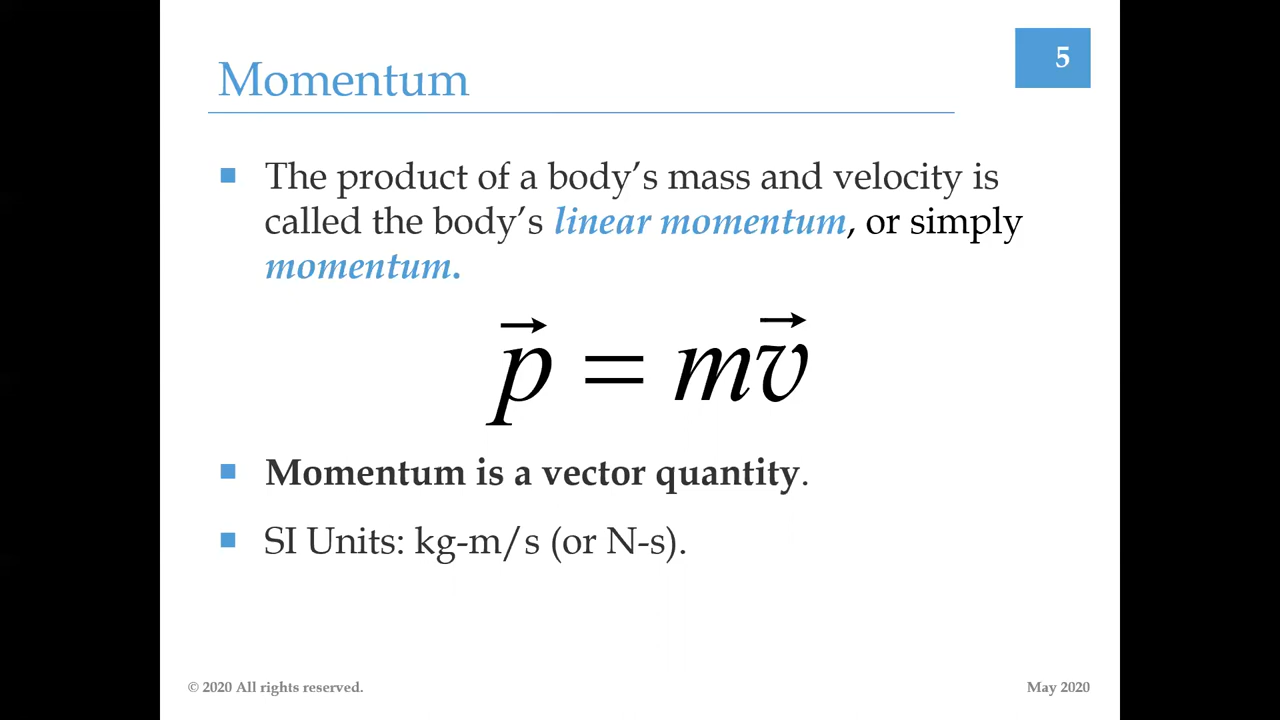 Momentum
5
■ The product of a body’s mass and velocity is
called the body’s linear momentum, or simply
momentum.
p⃗ = mv⃗
■ Momentum is a vector quantity.
■ SI Units: kg-m/s (or N-s).
© 2020 All rights reserved.
May 2020